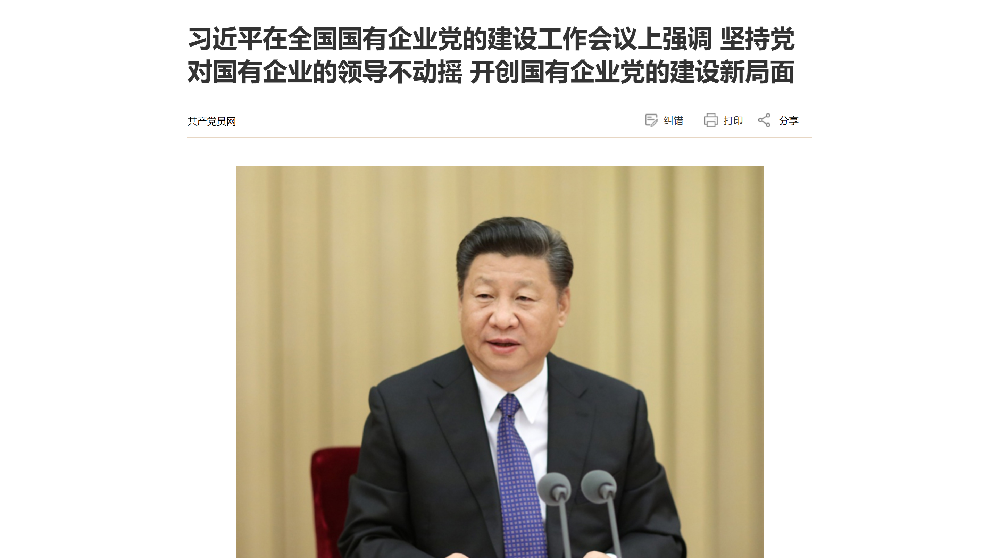 习近平在全国国有企业党的建设工作会议上强调 坚持党
对国有企业的领导不动摇 开创国有企业党的建设新局面
共产党员网
纠错
打印
分享